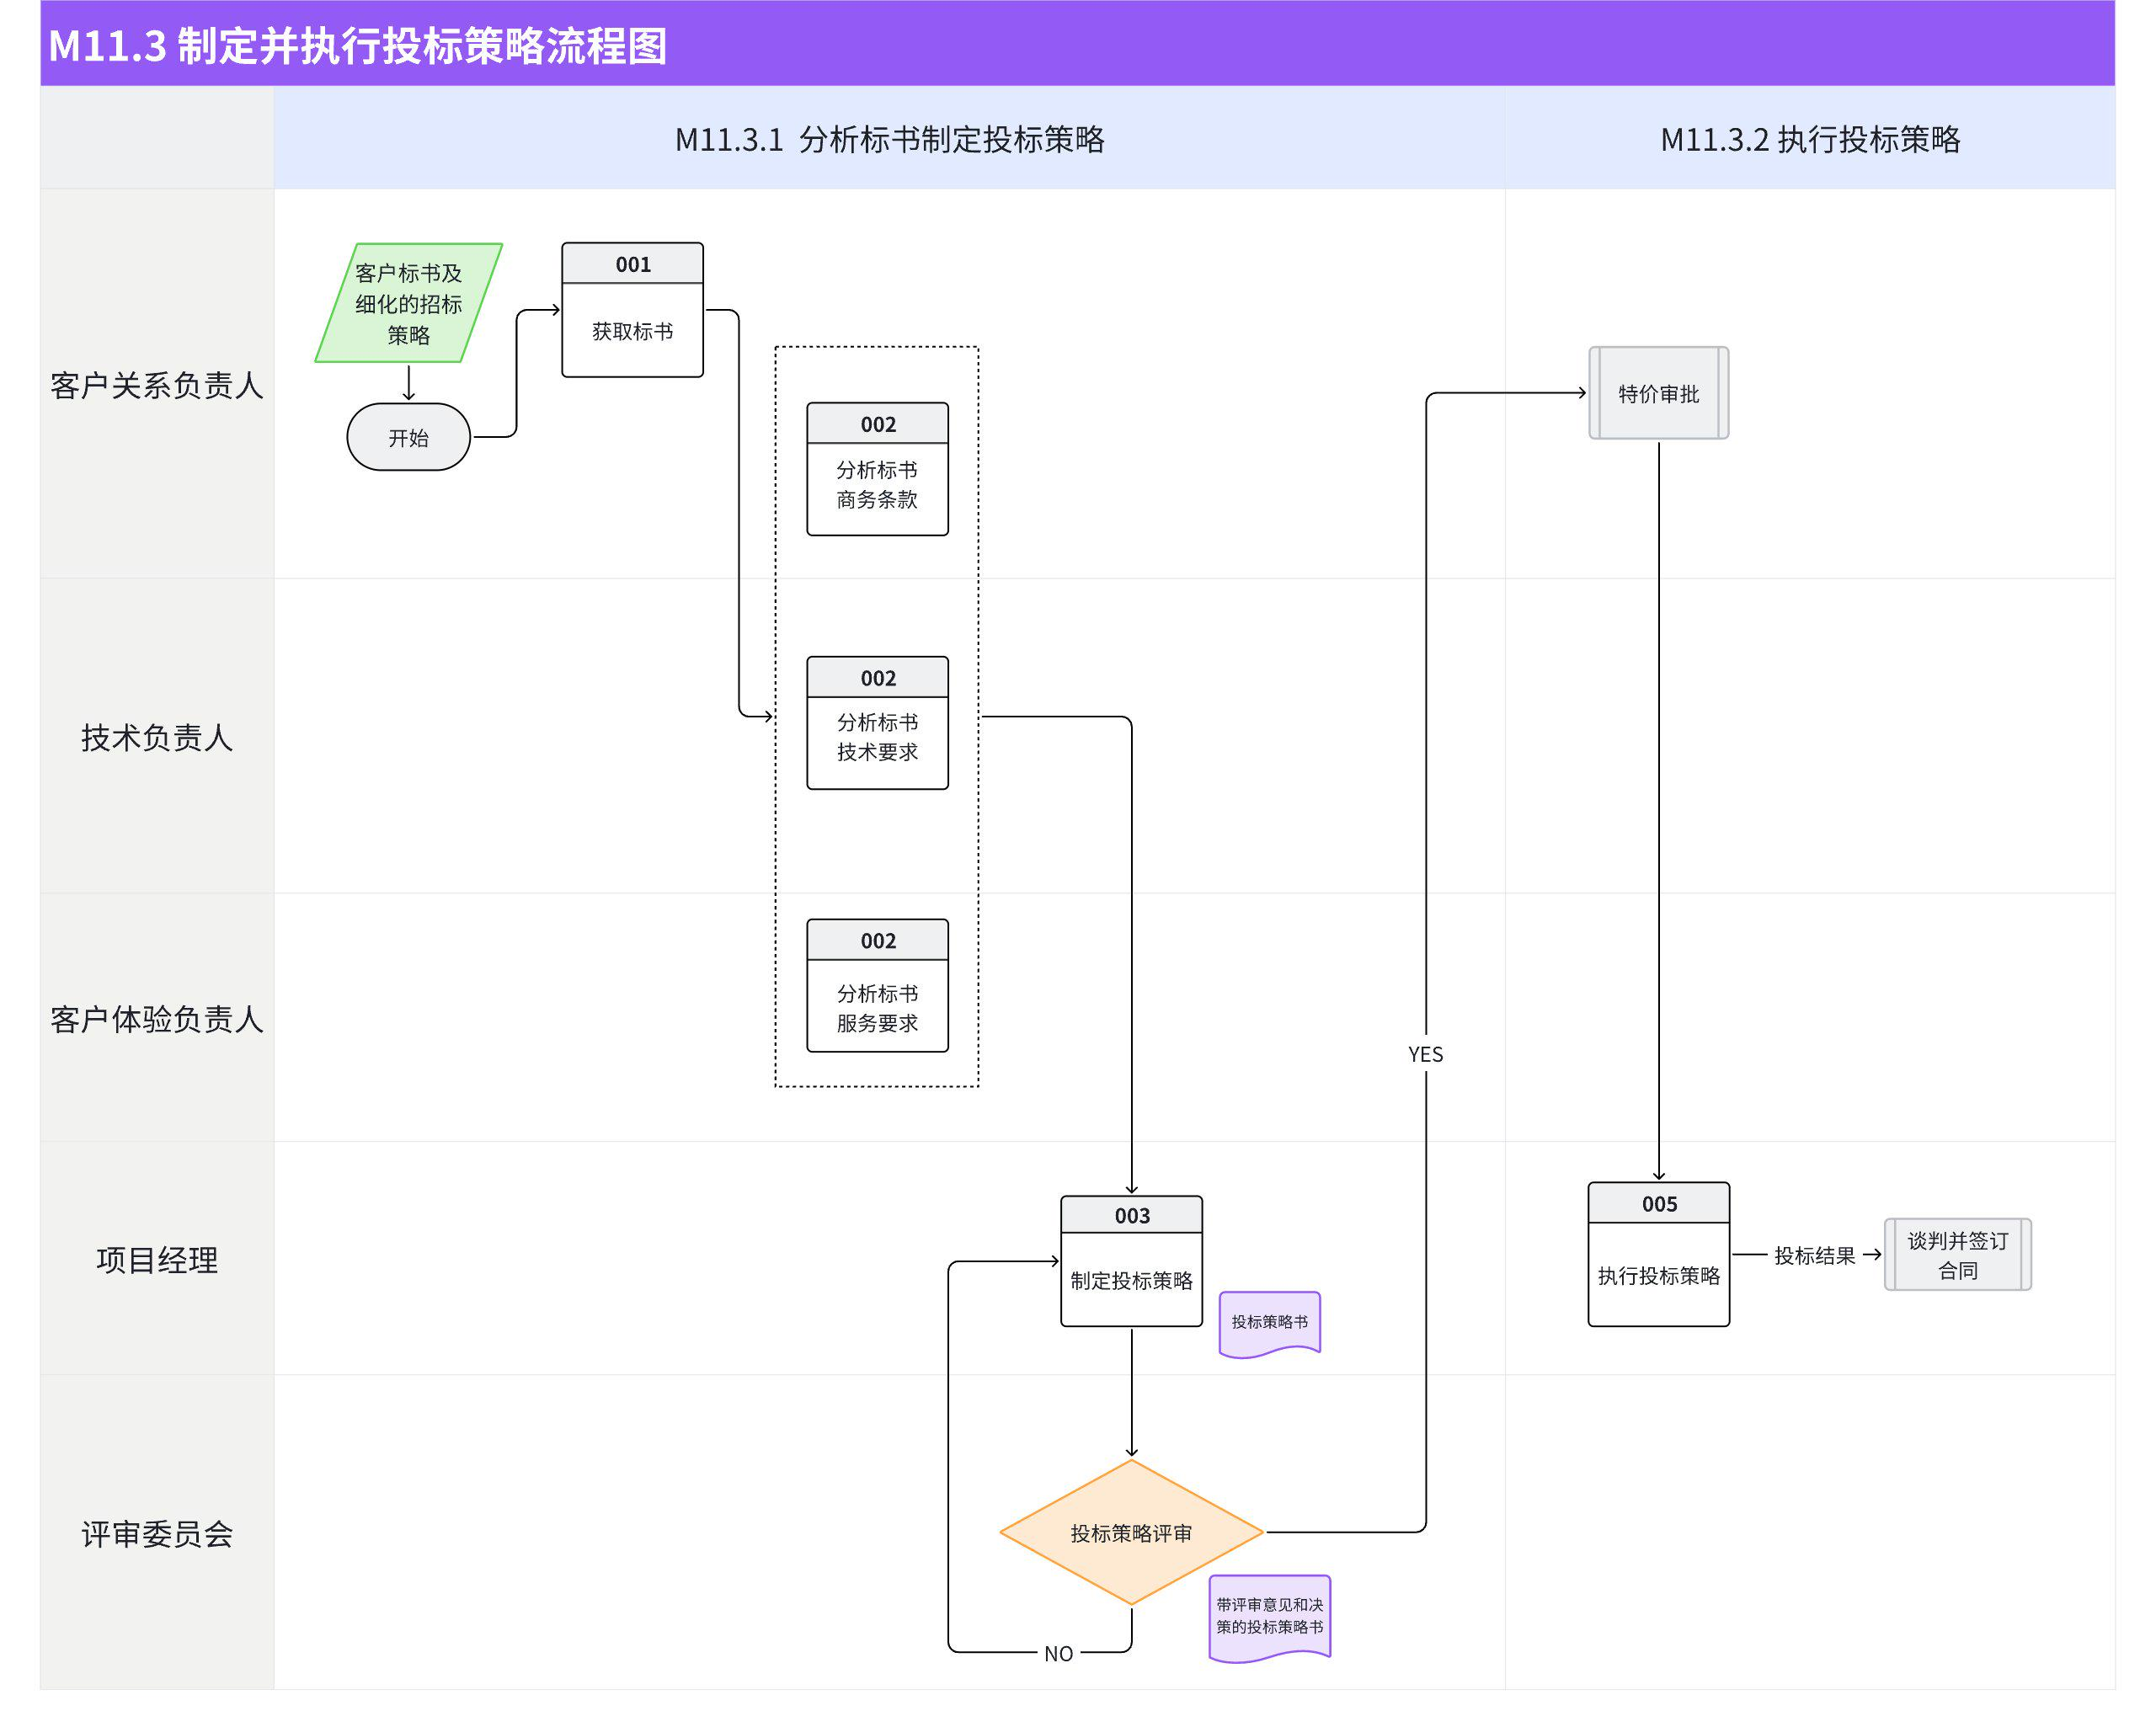 M11.3 制定并执行投标策略流程图
M11.3.1 分析标书制定投标策略
M11.3.2 执行投标策略
客户关系负责人
客户标书及
细化的招标
策略
开始
001
获取标书
002
分析标书
商务条款
特价审批
技术负责人
002
分析标书
技术要求
客户体验负责人
002
分析标书
服务要求
YES
项目经理
003
制定投标策略
投标策略书
005
执行投标策略
投标结果
谈判并签订
合同
评审委员会
投标策略评审
带评审意见和决
策的投标策略书
NO